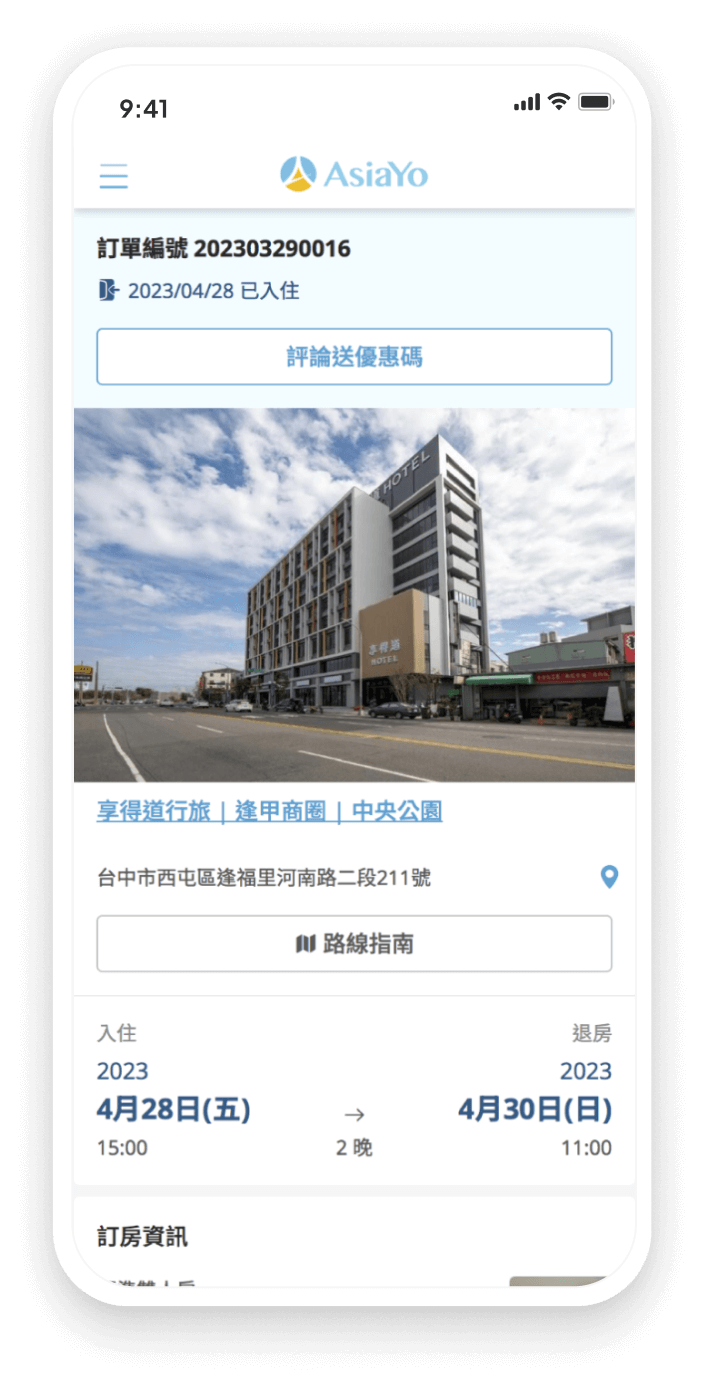 9:41
AsiaYo
訂單編號 202303290016
2023/04/28 已入住
評論送優惠碼
HOTEL
享得道
HOTEL
享得道行旅 | 逢甲商圈 | 中央公園
台中市西屯區逢福里河南路二段211號
路線指南
入住
退房
2023
2023
4月28日(五)
→
4月30日(日)
15:00
2 晚
11:00
訂房資訊